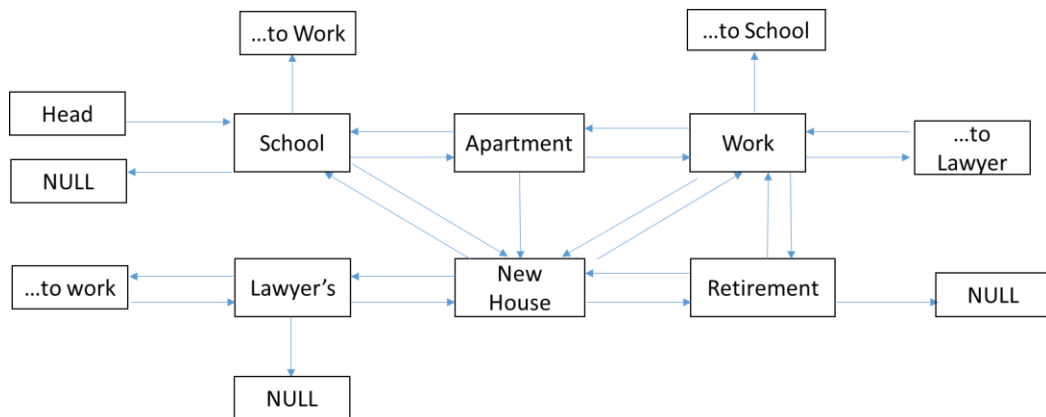 ...to Work
...to School
Head
School
Apartment
Work
...to
Lawyer
NULL
...to work
Lawyer’s
New
House
Retirement
NULL
NULL